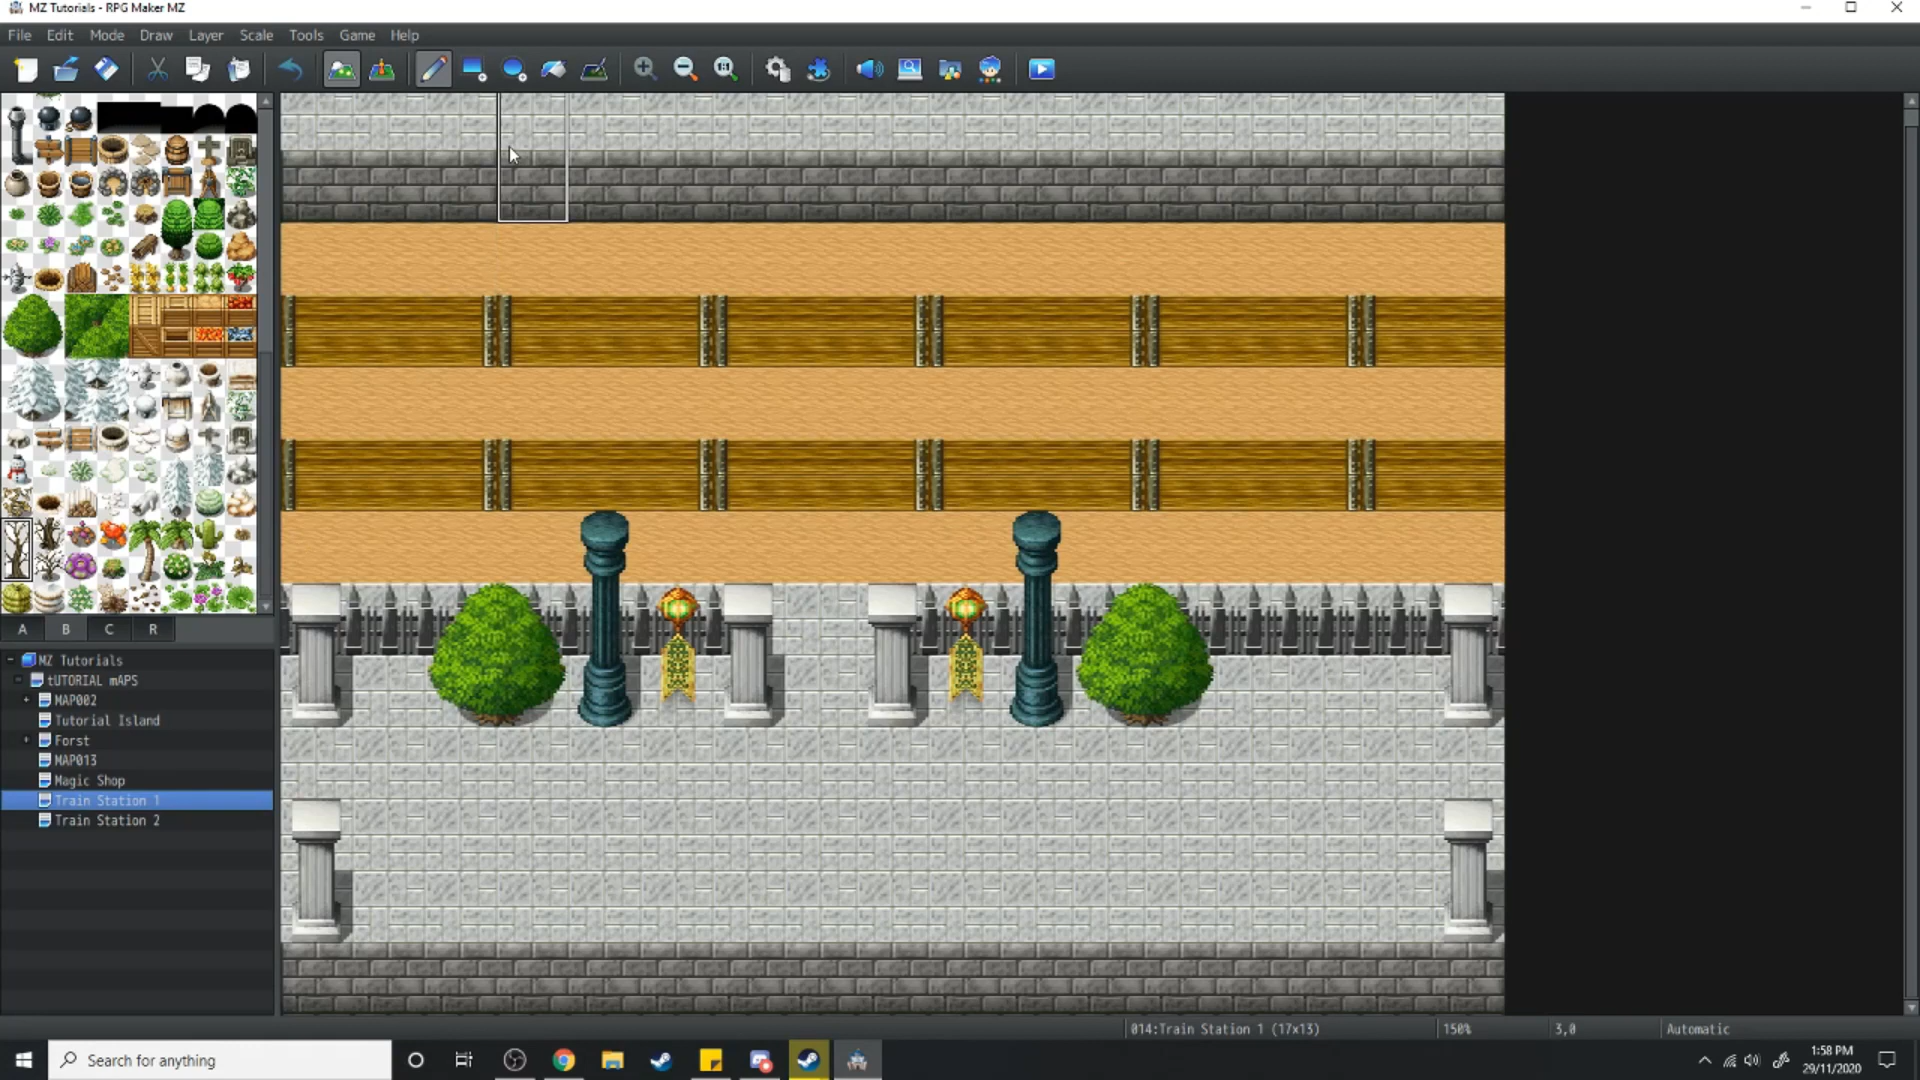 MZ Tutorials - RPG Maker MZ
File Edit Mode Draw Layer Scale Tools Game Help
A B C R
MZ Tutorials
tUTORIAL mAPS
MAP002
Tutorial Island
Forst
MAP013
Magic Shop
Train Station 1
Train Station 2
014:Train Station 1 (17x13) 150% 3,0 Automatic
Search for anything
1:58 PM
29/11/2020